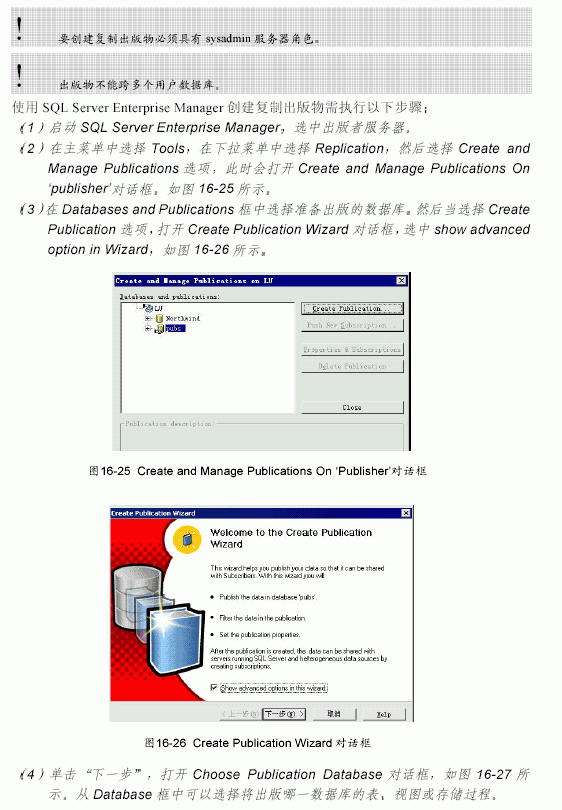 ! 要创建复制出版物必须具有 sysadmin 服务器角色。
! 出版物不能跨多个用户数据库。
使用 SQL Server Enterprise Manager 创建复制出版物需执行以下步骤：
（1）启动 SQL Server Enterprise Manager，选中出版者服务器。
（2）在主菜单中选择 Tools，在下拉菜单中选择 Replication，然后选择 Create and
Manage Publications 选项，此时会打开 Create and Manage Publications On
‘publisher’对话框。如图 16-25 所示。
（3）在 Databases and Publications 框中选择准备出版的数据库。然后当选择 Create
Publication 选项，打开 Create Publication Wizard 对话框，选中 show advanced
option in Wizard，如图 16-26 所示。
Create and Manage Publications on LU
Databases and publications:
LU
Northwind
pubs
Create Publication...
Push New Subscription...
Properties & Subscriptions
Delete Publication
Close
Publication description:
图16-25 Create and Manage Publications On ‘Publisher’对话框
Create Publication Wizard
Welcome to the Create Publication
Wizard
This wizard helps you publish your data so that it can be shared
with Subscribers. With this wizard you will:
• Publish the data in database 'pubs'.
• Filter the data in the publication.
• Set the publication properties.
After the publication is created, the data can be shared with
servers running SQL Server and heterogeneous data sources by
creating subscriptions.
Show advanced options in this wizard.
< 上一步(B) 下一步(N) > 取消 Help
图16-26 Create Publication Wizard 对话框
（4）单击“下一步”，打开 Choose Publication Database 对话框，如图 16-27 所
示。从 Database 框中可以选择将出版哪一数据库的表、视图或存储过程。